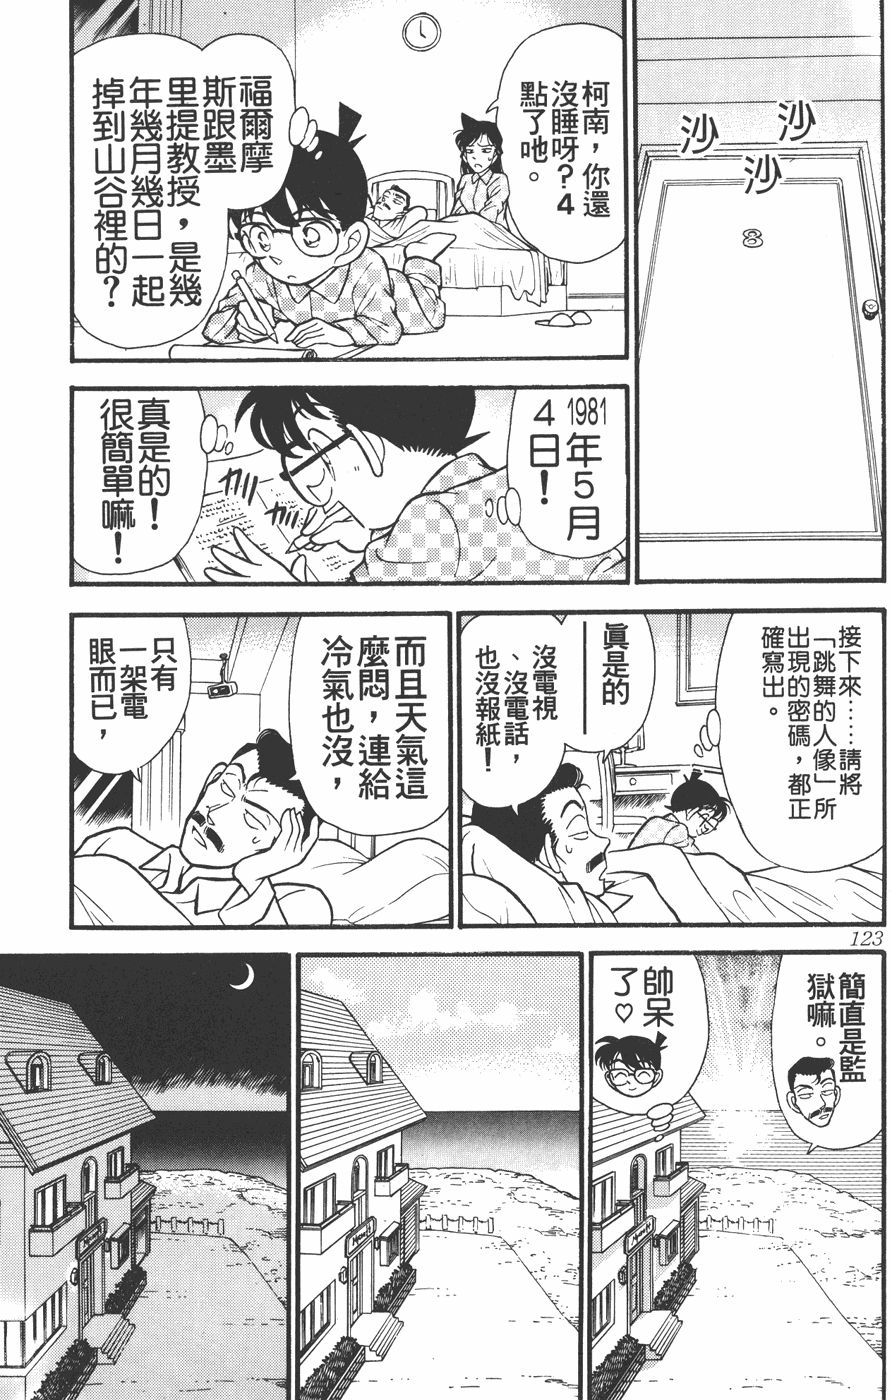 沙
沙
沙
8
柯南，你還
沒睡呀？4
點了吔。
福爾摩
斯跟墨
里提教授，是幾
年幾月幾日一起
掉到山谷裡的？
1981
年5月
4日！
真是的！
很簡單嘛！
接下來……請將
「跳舞的人像」所
出現的密碼，都正
確寫出。
真是的
——
沒電視
、沒電話，
也沒報紙！
而且天氣這
麼悶，連給
冷氣也沒，
只有
一架電
眼而已，
123
簡直是監
獄嘛。
帥呆
了♡